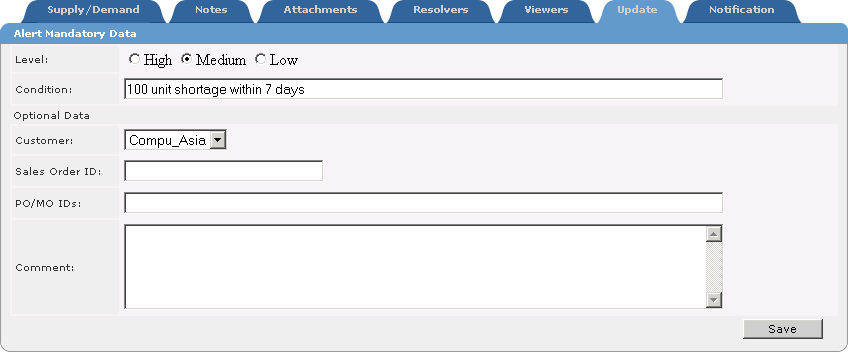 Supply/Demand Notes Attachments Resolvers Viewers Update Notification
Alert Mandatory Data
Level: High Medium Low
Condition: 100 unit shortage within 7 days
Optional Data
Customer: Compu_Asia
Sales Order ID:
PO/MO IDs:
Comment:
Save